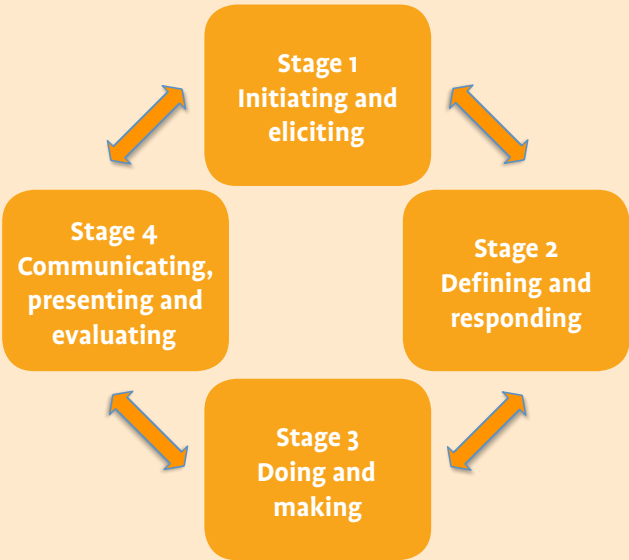 Stage 1
Initiating and
eliciting
Stage 4
Communicating,
presenting and
evaluating
Stage 2
Defining and
responding
Stage 3
Doing and
making